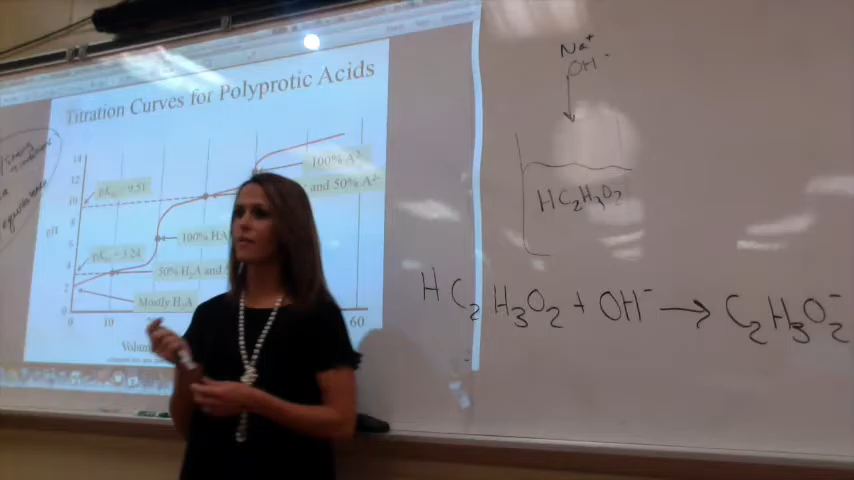 Titration Curves for Polyprotic Acids
14
12
10
8
6
4
2
0
pH
pKa₂ = 9.51
pKa₁ = 3.24
100% A²⁻
and 50% A²⁻
100% HA
50% H₂A and
Mostly H₂A
0 10 60
Na⁺
OH⁻
HC₂H₃O₂
HC₂H₃O₂ + OH⁻ → C₂H₃O₂⁻